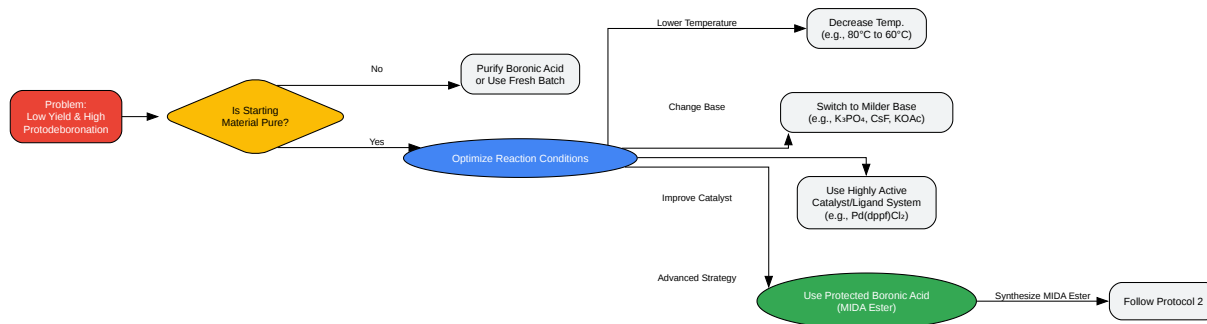 Problem:
Low Yield & High
Protodeboronation
Is Starting
Material Pure?
No
Purify Boronic Acid
or Use Fresh Batch
Yes
Optimize Reaction Conditions
Lower Temperature
Decrease Temp.
(e.g., 80°C to 60°C)
Change Base
Switch to Milder Base
(e.g., K₃PO₄, CsF, KOAc)
Improve Catalyst
Use Highly Active
Catalyst/Ligand System
(e.g., Pd(dppf)Cl₂)
Advanced Strategy
Use Protected Boronic Acid
(MIDA Ester)
Synthesize MIDA Ester
Follow Protocol 2